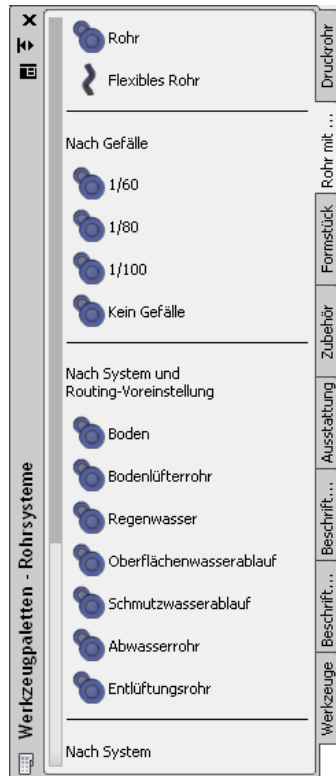 Rohr
Flexibles Rohr
Nach Gefälle
1/60
1/80
1/100
Kein Gefälle
Nach System und
Routing-Voreinstellung
Boden
Bodenlüfterrohr
Regenwasser
Oberflächenwasserablauf
Schmutzwasserablauf
Abwasserrohr
Entlüftungsrohr
Nach System
Werkzeugpaletten - Rohrsysteme
Druckrohr
Rohr mit ...
Formstück
Zubehör
Ausstattung
Beschrift...
Beschrift...
Werkzeuge